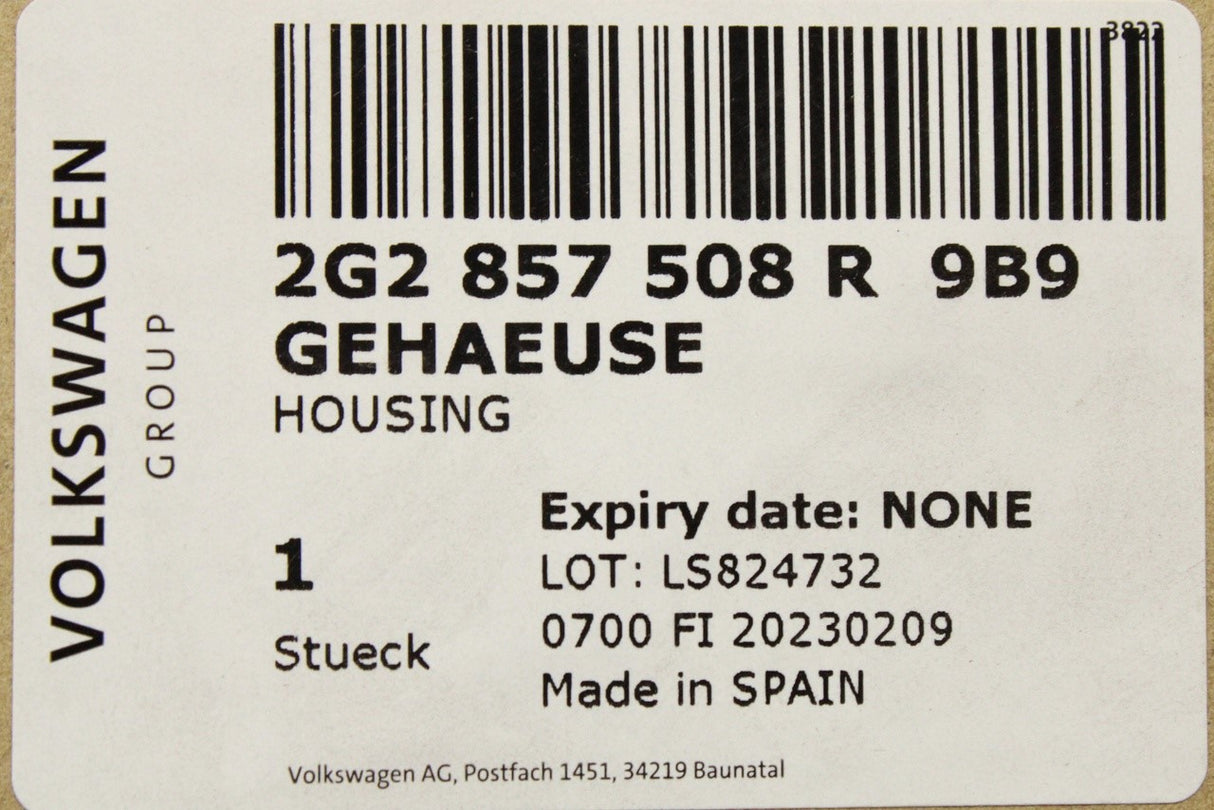 3822
VOLKSWAGEN
GROUP
2G2 857 508 R 9B9
GEHAEUSE
HOUSING
1
Stueck
Expiry date: NONE
LOT: LS824732
0700 FI 20230209
Made in SPAIN
Volkswagen AG, Postfach 1451, 34219 Baunatal